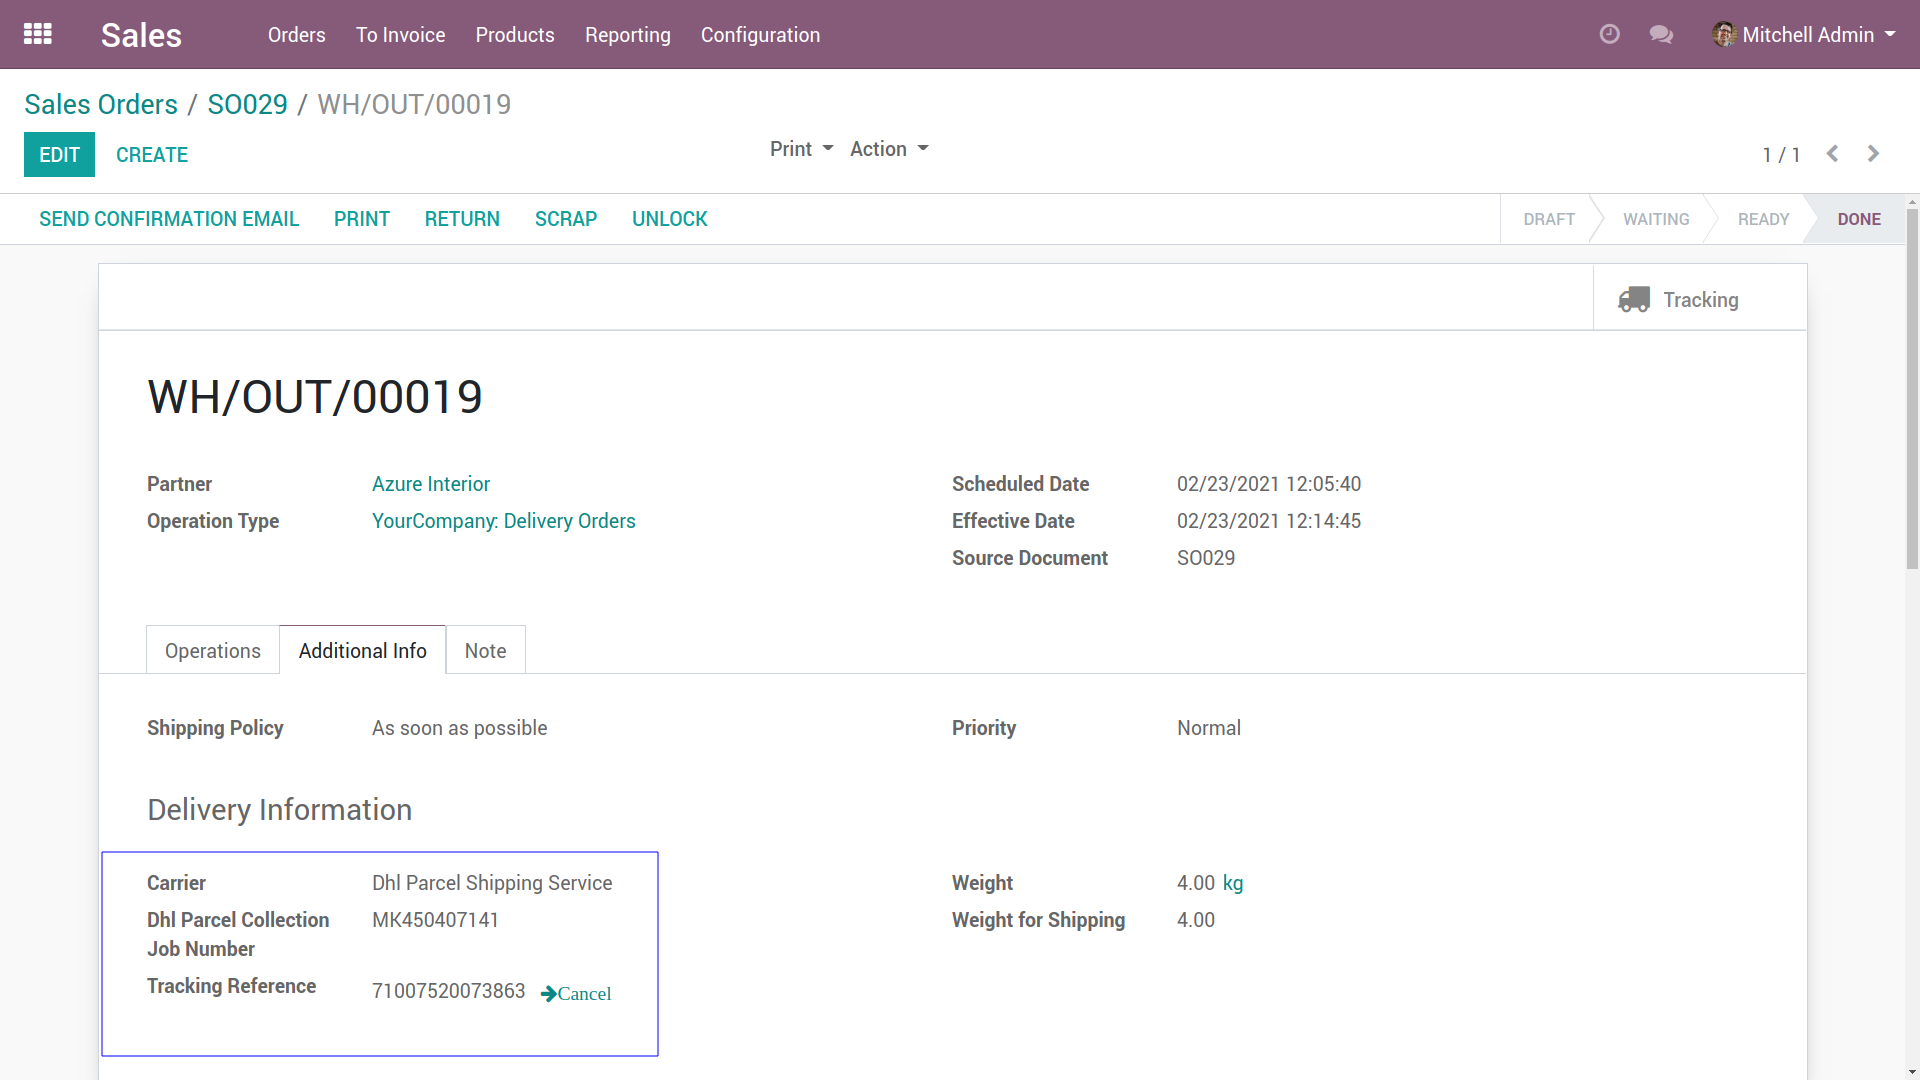 Sales Orders To Invoice Products Reporting Configuration Mitchell Admin
Sales Orders / SO029 / WH/OUT/00019
EDIT CREATE Print Action 1 / 1
SEND CONFIRMATION EMAIL PRINT RETURN SCRAP UNLOCK DRAFT WAITING READY DONE
Tracking
WH/OUT/00019
Partner Azure Interior Scheduled Date 02/23/2021 12:05:40
Operation Type YourCompany: Delivery Orders Effective Date 02/23/2021 12:14:45
Source Document SO029
Operations Additional Info Note
Shipping Policy As soon as possible Priority Normal
Delivery Information
Carrier Dhl Parcel Shipping Service Weight 4.00 kg
Dhl Parcel Collection MK450407141 Weight for Shipping 4.00
Job Number
Tracking Reference 71007520073863 Cancel